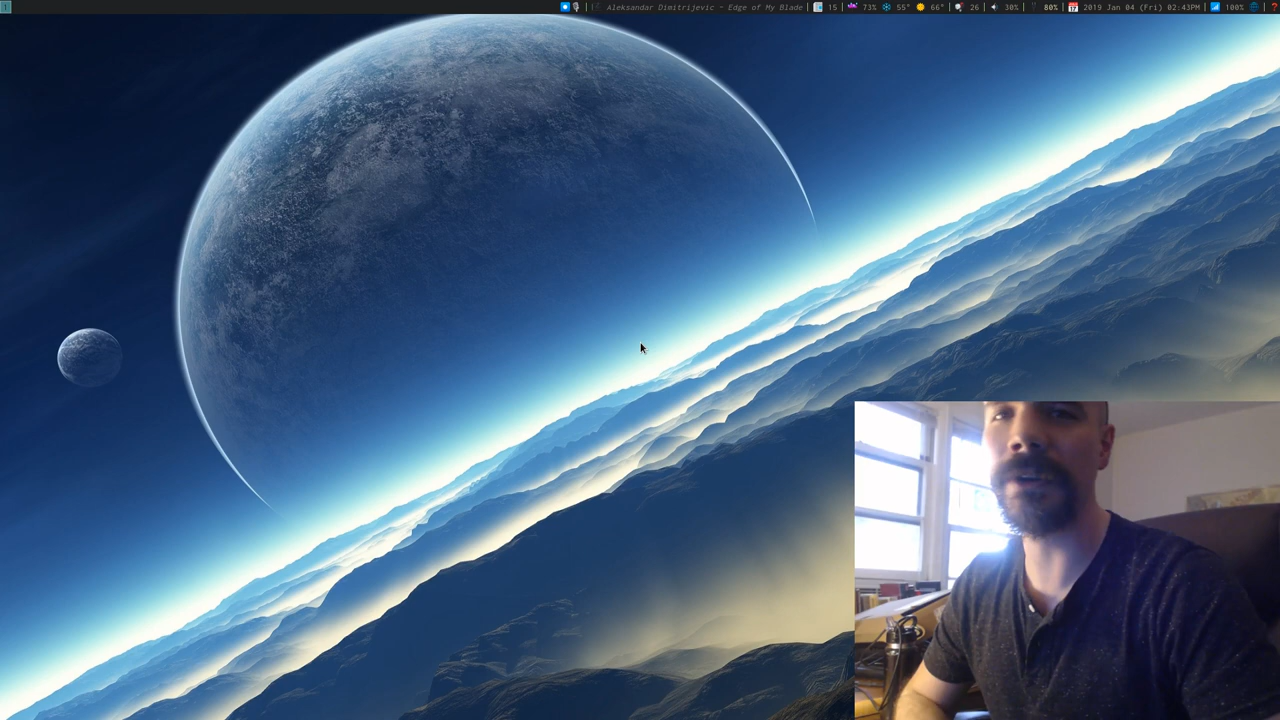 1 Aleksandar Dimitrijevic - Edge of My Blade 15 73% 55° 66° 26 30% 80% 2019 Jan 04 (Fri) 02:43PM 100% ?